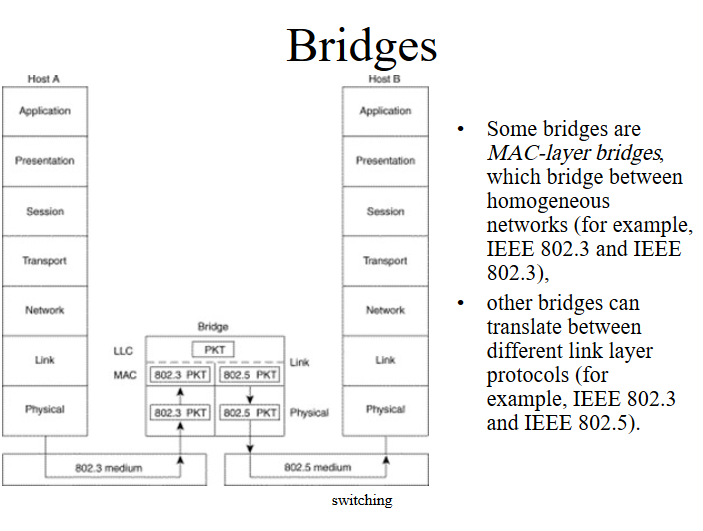 Bridges
Host A
Application
Presentation
Session
Transport
Network
Link
Physical
Bridge
LLC
MAC
PKT
Link
802.3 PKT
802.5 PKT
802.3 PKT
802.5 PKT
Physical
Host B
Application
Presentation
Session
Transport
Network
Link
Physical
802.3 medium
802.5 medium
• Some bridges are
MAC-layer bridges,
which bridge between
homogeneous
networks (for example,
IEEE 802.3 and IEEE
802.3),
• other bridges can
translate between
different link layer
protocols (for
example, IEEE 802.3
and IEEE 802.5).
switching